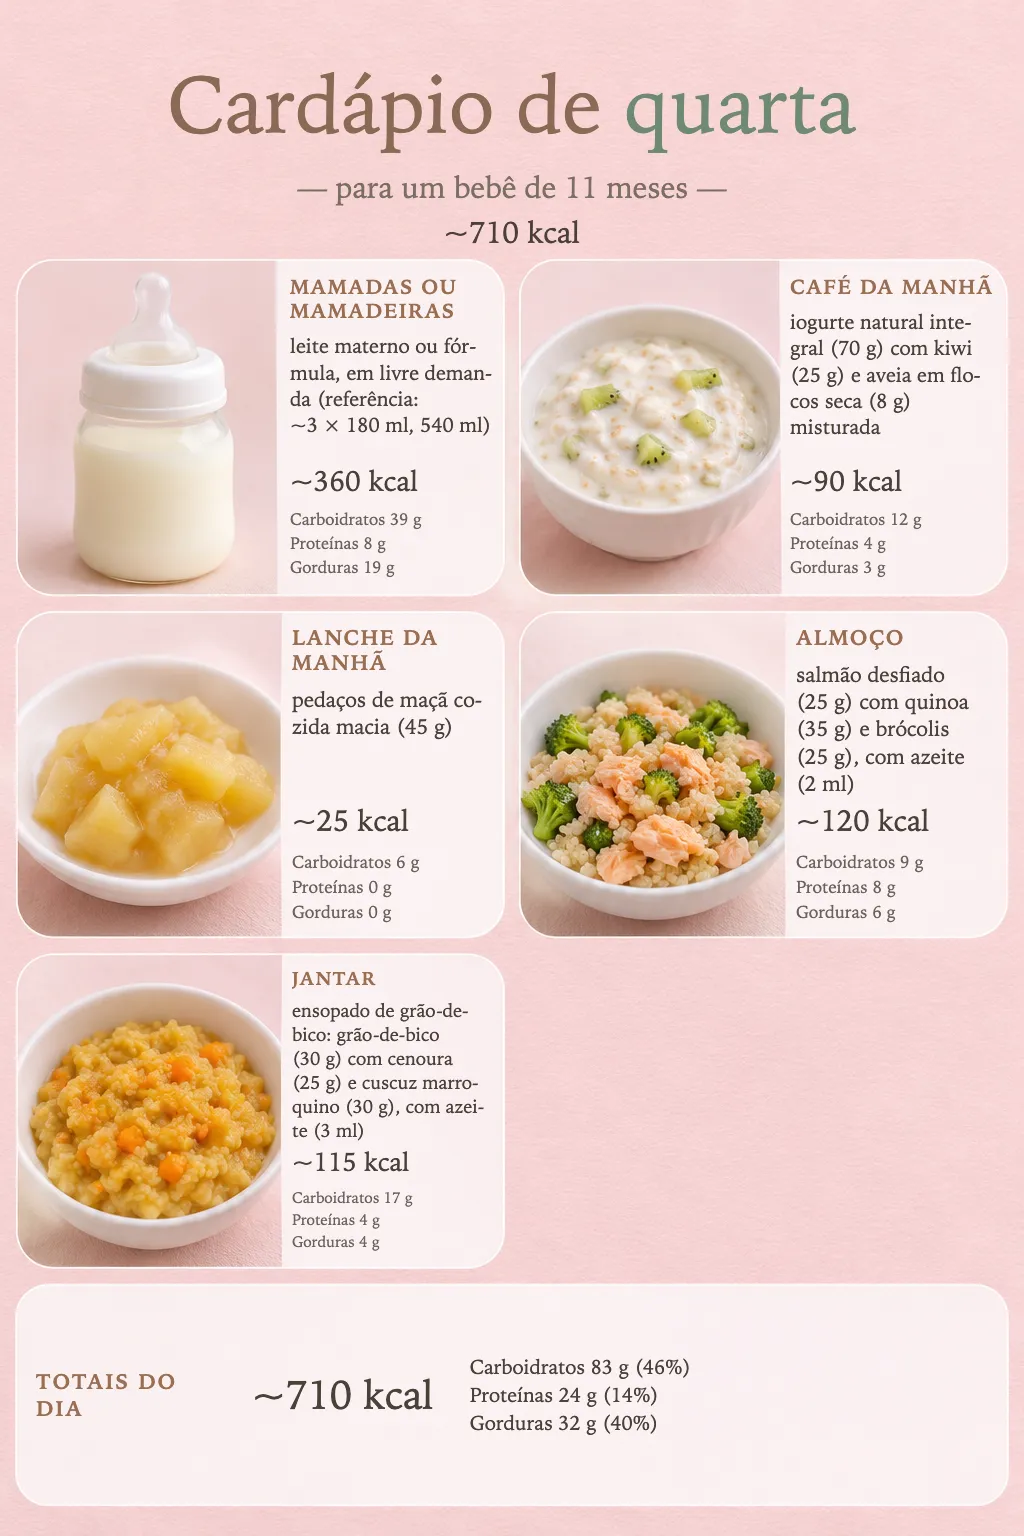 Cardápio de quarta
— para um bebê de 11 meses —
~710 kcal
MAMADAS OU
MAMADEIRAS
leite materno ou fór-
mula, em livre deman-
da (referência:
~3 × 180 ml, 540 ml)
~360 kcal
Carboidratos 39 g
Proteínas 8 g
Gorduras 19 g
CAFÉ DA MANHÃ
iogurte natural inte-
gral (70 g) com kiwi
(25 g) e aveia em flo-
cos seca (8 g)
misturada
~90 kcal
Carboidratos 12 g
Proteínas 4 g
Gorduras 3 g
LANCHE DA
MANHÃ
pedaços de maçã co-
zida macia (45 g)
~25 kcal
Carboidratos 6 g
Proteínas 0 g
Gorduras 0 g
ALMOÇO
salmão desfiado
(25 g) com quinoa
(35 g) e brócolis
(25 g), com azeite
(2 ml)
~120 kcal
Carboidratos 9 g
Proteínas 8 g
Gorduras 6 g
JANTAR
ensopado de grão-de-
bico: grão-de-bico
(30 g) com cenoura
(25 g) e cuscuz marro-
quino (30 g), com azei-
te (3 ml)
~115 kcal
Carboidratos 17 g
Proteínas 4 g
Gorduras 4 g
TOTAIS DO
DIA
~710 kcal
Carboidratos 83 g (46%)
Proteínas 24 g (14%)
Gorduras 32 g (40%)